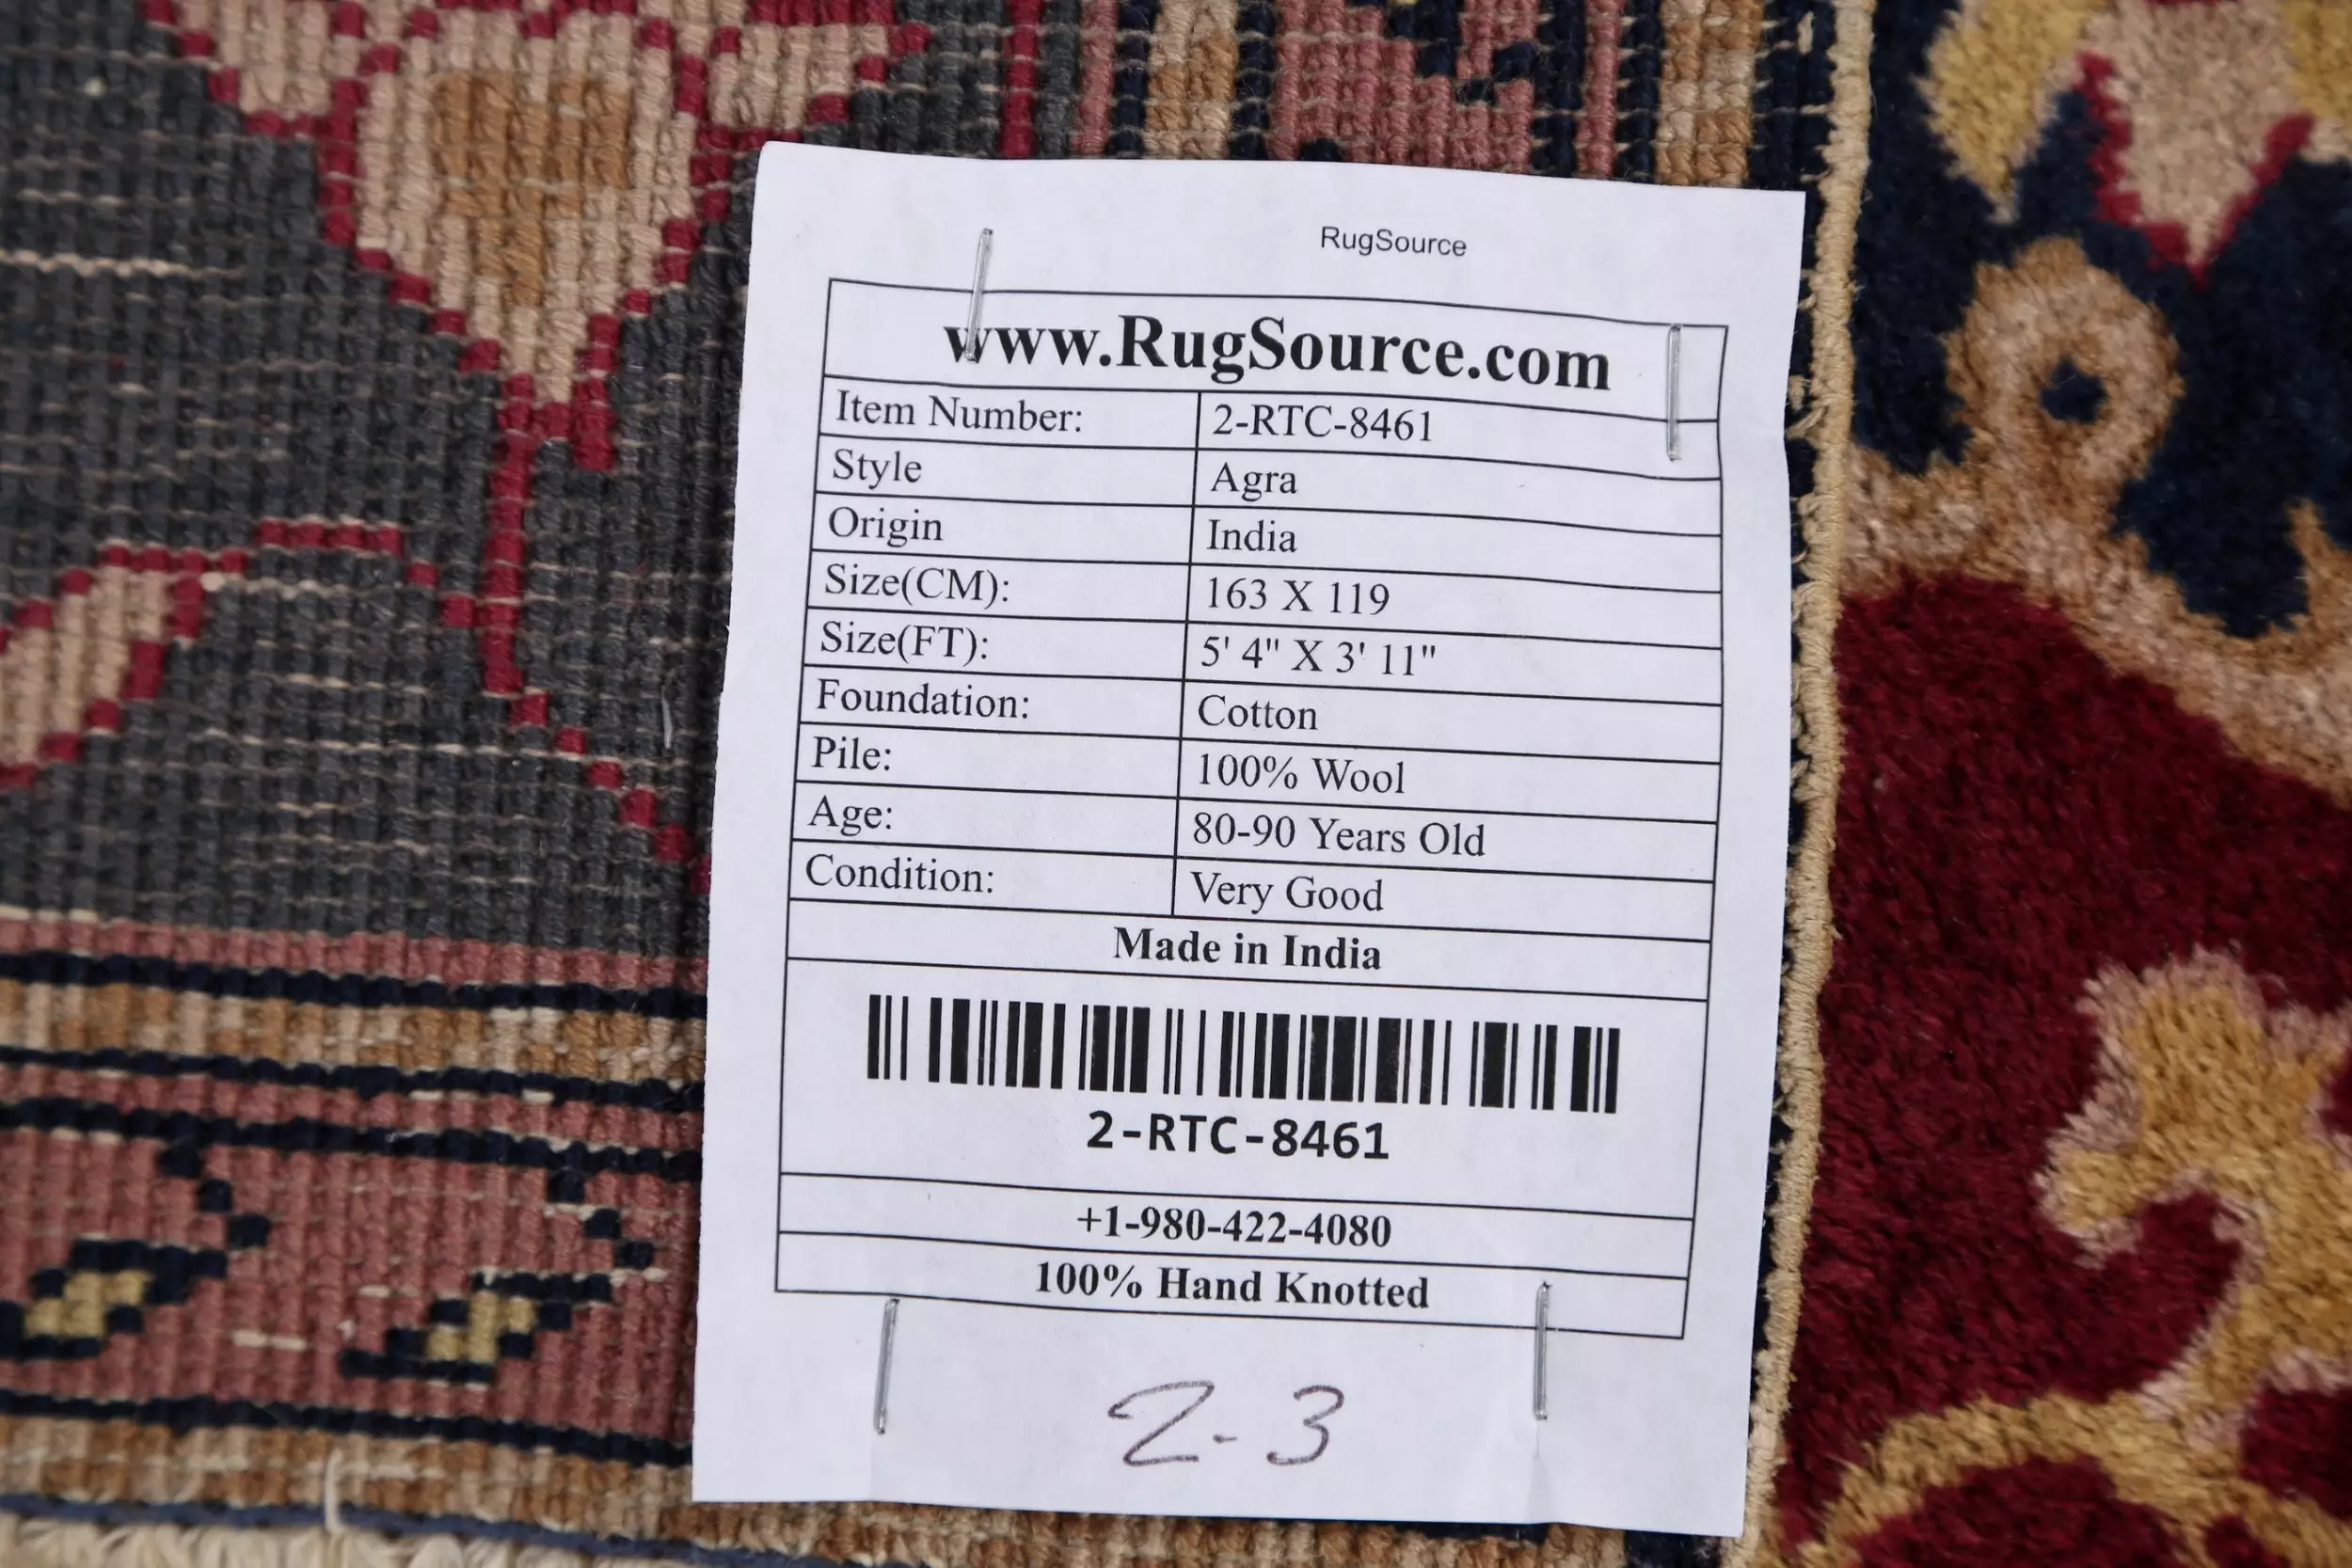 RugSource
www.RugSource.com
Item Number: 2-RTC-8461
Style Agra
Origin India
Size(CM): 163 X 119
Size(FT): 5' 4" X 3' 11"
Foundation: Cotton
Pile: 100% Wool
Age: 80-90 Years Old
Condition: Very Good
Made in India
2-RTC-8461
+1-980-422-4080
100% Hand Knotted
2-3